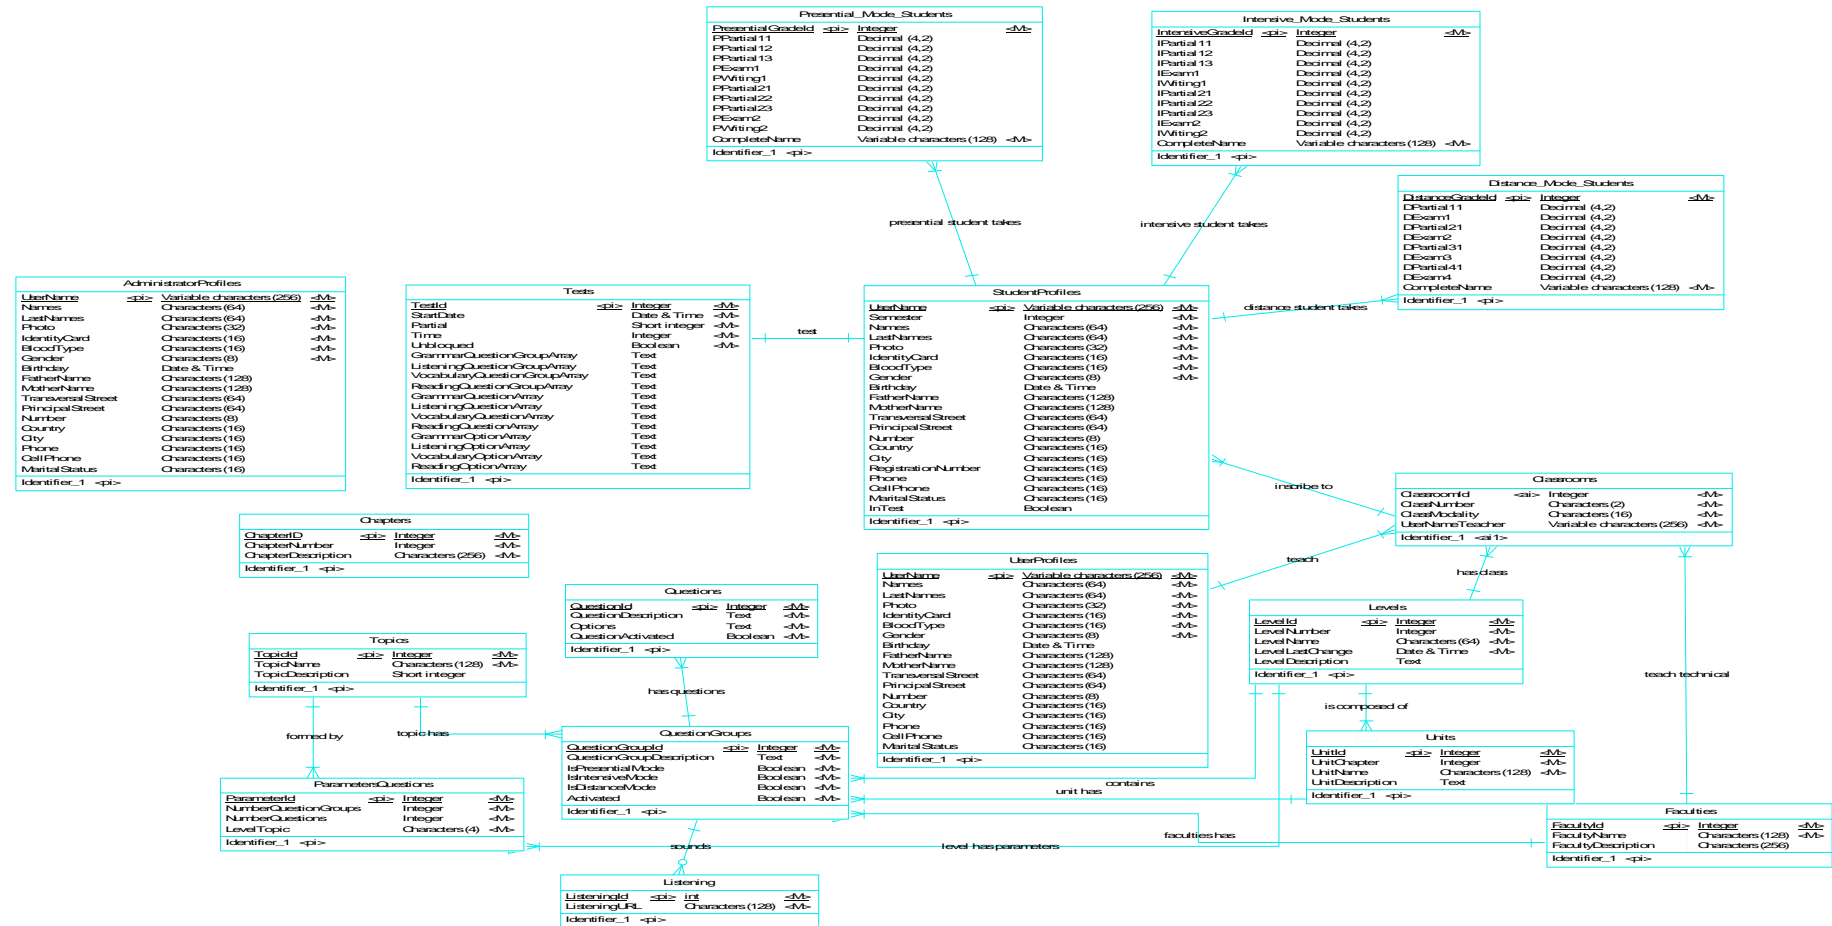 Presential_Mode_Students
PresentialGradeId <pi> Integer <M>
PPartial11 Decimal (4,2)
PPartial12 Decimal (4,2)
PPartial13 Decimal (4,2)
PExam1 Decimal (4,2)
PWriting1 Decimal (4,2)
PPartial21 Decimal (4,2)
PPartial22 Decimal (4,2)
PPartial23 Decimal (4,2)
PExam2 Decimal (4,2)
PWriting2 Decimal (4,2)
CompleteName Variable characters (128) <M>
Identifier_1 <pi>
Intensive_Mode_Students
IntensiveGradeId <pi> Integer <M>
IPartial11 Decimal (4,2)
IPartial12 Decimal (4,2)
IPartial13 Decimal (4,2)
IExam1 Decimal (4,2)
IWriting1 Decimal (4,2)
IPartial21 Decimal (4,2)
IPartial22 Decimal (4,2)
IPartial23 Decimal (4,2)
IExam2 Decimal (4,2)
IWriting2 Decimal (4,2)
CompleteName Variable characters (128) <M>
Identifier_1 <pi>
Distance_Mode_Students
DistanceGradeId <pi> Integer <M>
DPartial11 Decimal (4,2)
DExam1 Decimal (4,2)
DPartial21 Decimal (4,2)
DExam2 Decimal (4,2)
DPartial31 Decimal (4,2)
DExam3 Decimal (4,2)
DPartial41 Decimal (4,2)
DExam4 Decimal (4,2)
CompleteName Variable characters (128) <M>
Identifier_1 <pi>
presential student takes
intensive student takes
distance student takes
AdministratorProfiles
UserName <pi> Variable characters (256) <M>
Names Characters (64) <M>
LastNames Characters (64) <M>
Photo Characters (32) <M>
IdentityCard Characters (16) <M>
BloodType Characters (16) <M>
Gender Characters (8) <M>
Birthday Date & Time
FatherName Characters (128)
MotherName Characters (128)
TransversalStreet Characters (64)
PrincipalStreet Characters (64)
Number Characters (8)
Country Characters (16)
City Characters (16)
Phone Characters (16)
CellPhone Characters (16)
MaritalStatus Characters (16)
Identifier_1 <pi>
Tests
TestId <pi> Integer <M>
StartDate Date & Time <M>
Partial Short integer <M>
Time Integer <M>
Unbloqued Boolean <M>
GrammarQuestionGroupArray Text
ListeningQuestionGroupArray Text
VocabularyQuestionGroupArray Text
ReadingQuestionGroupArray Text
GrammarQuestionArray Text
ListeningQuestionArray Text
VocabularyQuestionArray Text
ReadingQuestionArray Text
GrammarOptionArray Text
ListeningOptionArray Text
VocabularyOptionArray Text
ReadingOptionArray Text
Identifier_1 <pi>
test
StudentProfiles
UserName <pi> Variable characters (256) <M>
Semester Integer <M>
Names Characters (64) <M>
LastNames Characters (64) <M>
Photo Characters (32) <M>
IdentityCard Characters (16) <M>
BloodType Characters (16) <M>
Gender Characters (8) <M>
Birthday Date & Time
FatherName Characters (128)
MotherName Characters (128)
TransversalStreet Characters (64)
PrincipalStreet Characters (64)
Number Characters (8)
Country Characters (16)
City Characters (16)
RegistrationNumber Characters (16)
Phone Characters (16)
CellPhone Characters (16)
MaritalStatus Characters (16)
InTest Boolean
Identifier_1 <pi>
inscribe to
Classrooms
ClassroomId <ai> Integer <M>
ClassNumber Characters (2) <M>
ClassModality Characters (16) <M>
UserNameTeacher Variable characters (256) <M>
Identifier_1 <ai1>
Chapters
ChapterID <pi> Integer <M>
ChapterNumber Integer <M>
ChapterDescription Characters (256) <M>
Identifier_1 <pi>
teach
has class
UserProfiles
UserName <pi> Variable characters (256) <M>
Names Characters (64) <M>
LastNames Characters (64) <M>
Photo Characters (32) <M>
IdentityCard Characters (16) <M>
BloodType Characters (16) <M>
Gender Characters (8) <M>
Birthday Date & Time
FatherName Characters (128)
MotherName Characters (128)
TransversalStreet Characters (64)
PrincipalStreet Characters (64)
Number Characters (8)
Country Characters (16)
City Characters (16)
Phone Characters (16)
CellPhone Characters (16)
MaritalStatus Characters (16)
Identifier_1 <pi>
Questions
QuestionId <pi> Integer <M>
QuestionDescription Text <M>
Options Text <M>
QuestionActivated Boolean <M>
Identifier_1 <pi>
Levels
LevelId <pi> Integer <M>
LevelNumber Integer <M>
LevelName Characters (64) <M>
LevelLastChange Date & Time <M>
LevelDescription Text
Identifier_1 <pi>
Topics
TopicId <pi> Integer <M>
TopicName Characters (128) <M>
TopicDescription Short integer
Identifier_1 <pi>
has questions
teach technical
is composed of
formed by
topic has
QuestionGroups
QuestionGroupId <pi> Integer <M>
QuestionGroupDescription Text <M>
IsPresentialMode Boolean <M>
IsIntensiveMode Boolean <M>
IsDistanceMode Boolean <M>
Activated Boolean <M>
Identifier_1 <pi>
Units
UnitId <pi> Integer <M>
UnitChapter Integer <M>
UnitName Characters (128) <M>
UnitDescription Text
Identifier_1 <pi>
contains
unit has
ParametersQuestions
ParameterId <pi> Integer <M>
NumberQuestionGroups Integer <M>
NumberQuestions Integer <M>
LevelTopic Characters (4) <M>
Identifier_1 <pi>
Faculties
FacultyId <pi> Integer <M>
FacultyName Characters (128) <M>
FacultyDescription Characters (256)
Identifier_1 <pi>
faculties has
sounds
level has parameters
Listening
ListeningId <pi> int <M>
ListeningURL Characters (128) <M>
Identifier_1 <pi>